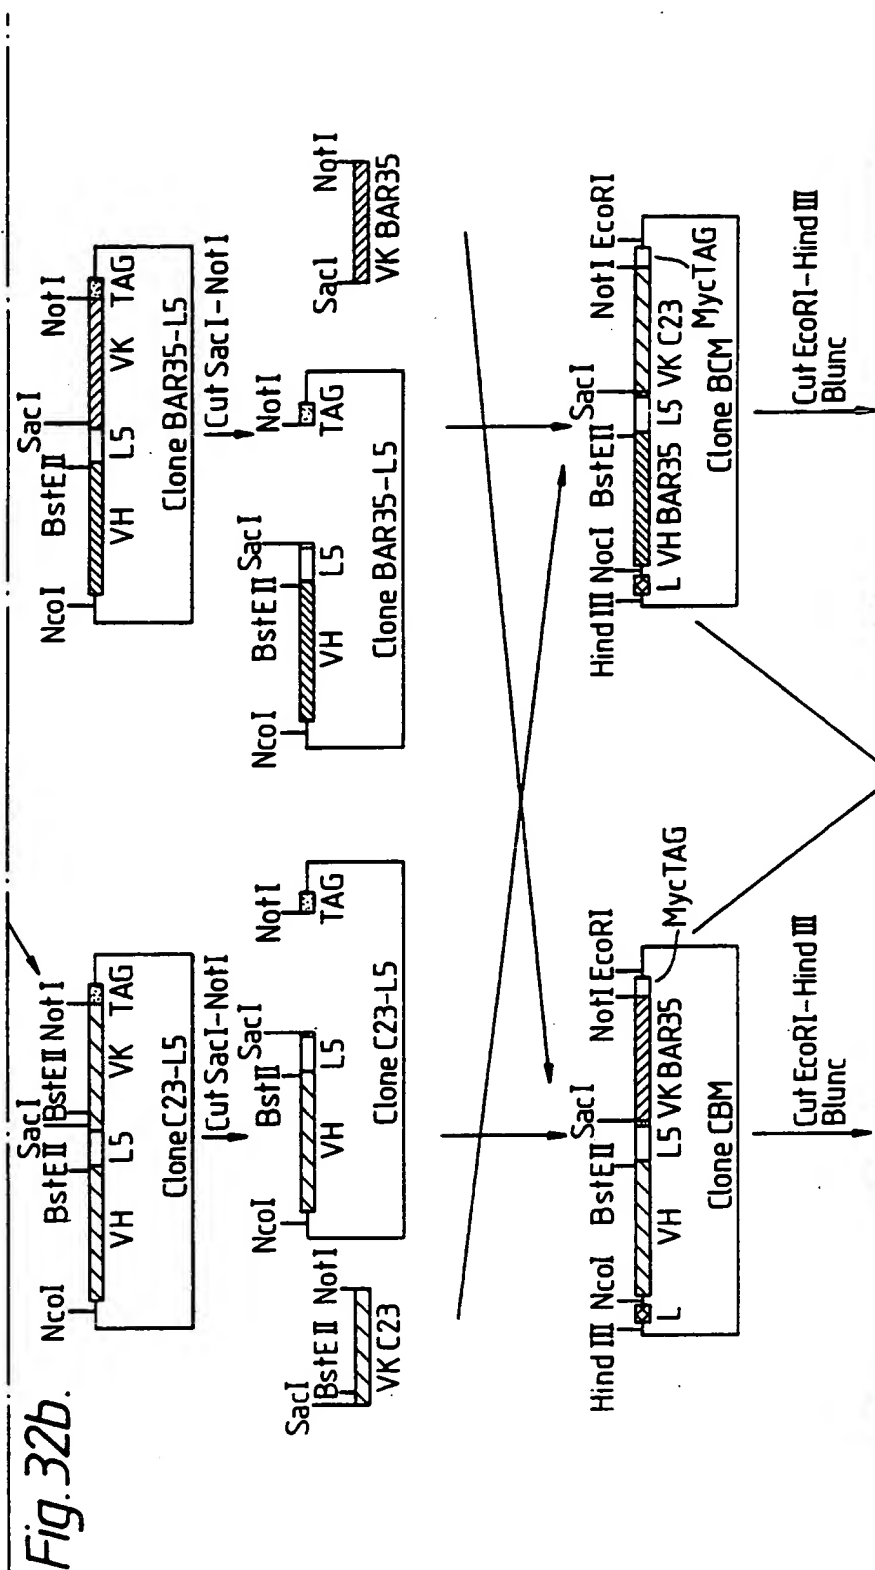 Fig.32b.
NcoI BstEII SacI BstEII NotI
VH L5 VK TAG
Clone C23-L5
NcoI BstEII SacI NotI
VH L5 VK TAG
Clone BAR35-L5
Cut SacI-NotI
Cut SacI-NotI
SacI BstEII NotI
VK C23
NcoI BstII SacI NotI
VH L5 TAG
Clone C23-L5
NcoI BstEII SacI NotI
VH L5 TAG
Clone BAR35-L5
SacI NotI
VK BAR35
Hind III NcoI BstEII SacI NotI EcoRI
L VH L5 VK BAR35
MycTAG
Clone CBM
Hind III NocI BstEII SacI NotI EcoRI
L VH BAR35 L5 VK C23
MycTAG
Clone BCM
Cut EcoRI-Hind III
Blunc
Cut EcoRI-Hind III
Blunc